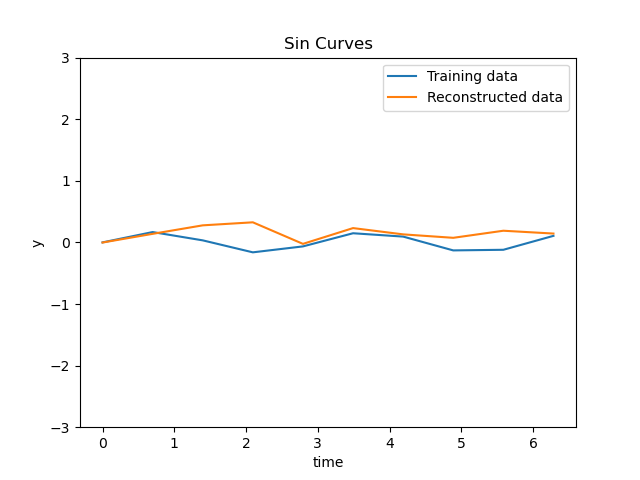 Sin Curves
Training data
Reconstructed data
3
2
1
0
−1
−2
−3
y
0 1 2 3 4 5 6
time